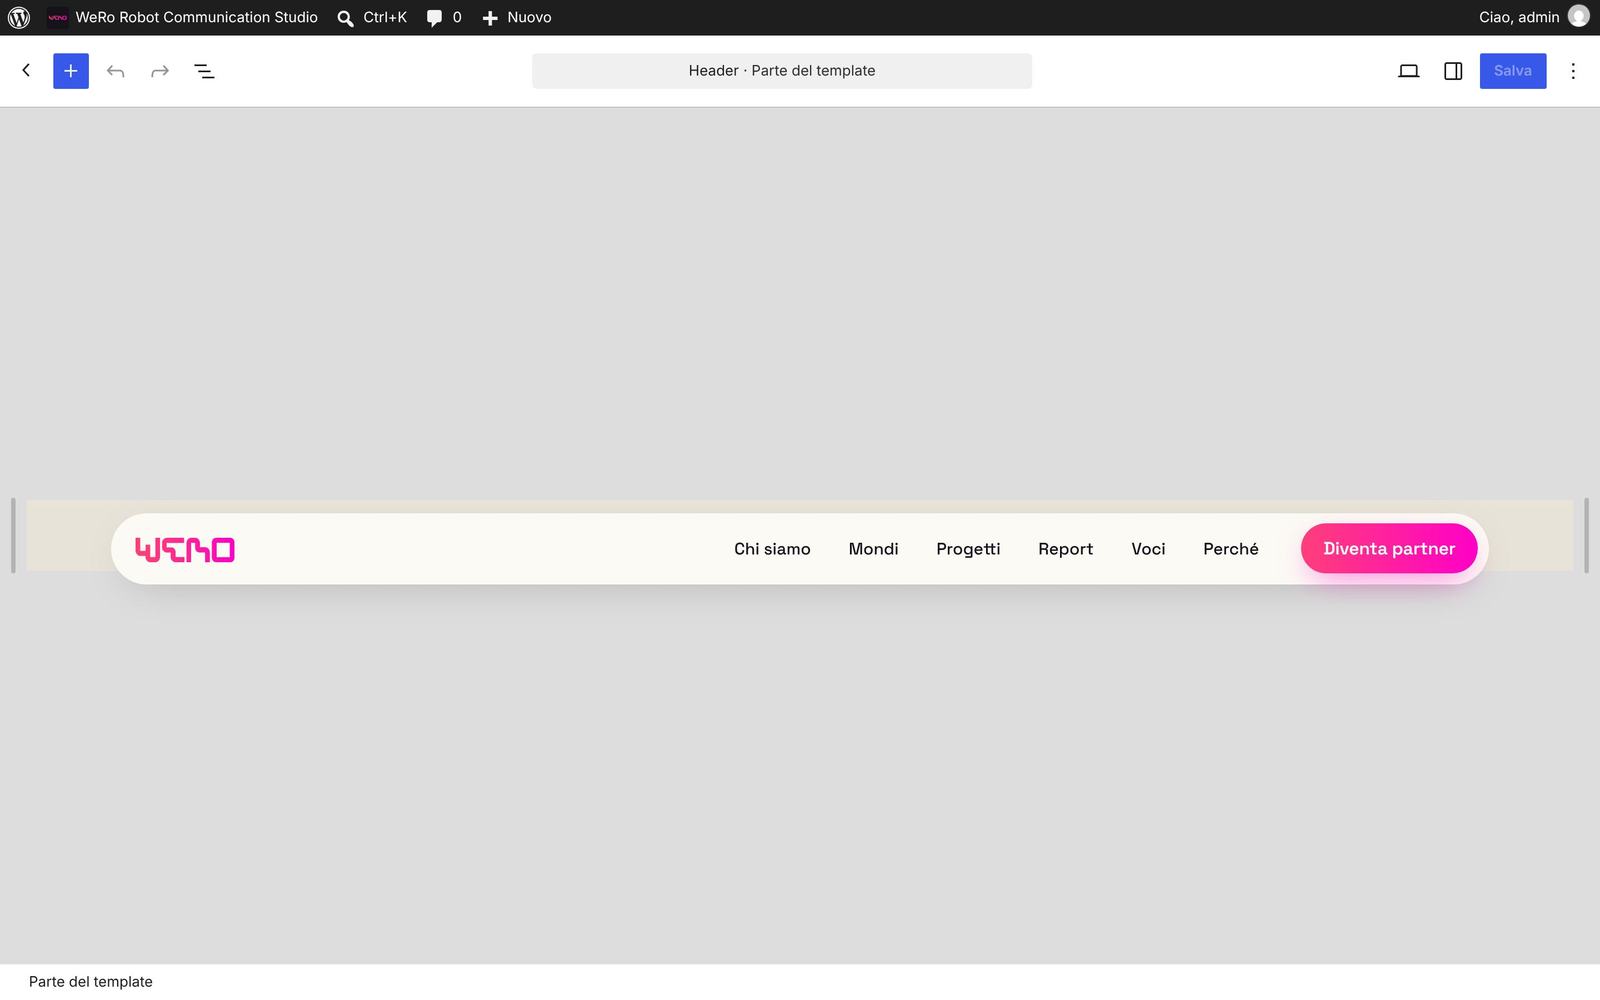 WeRo Robot Communication Studio Ctrl+K 0 Nuovo Ciao, admin
Header · Parte del template Salva
WERO Chi siamo Mondi Progetti Report Voci Perché Diventa partner
Parte del template